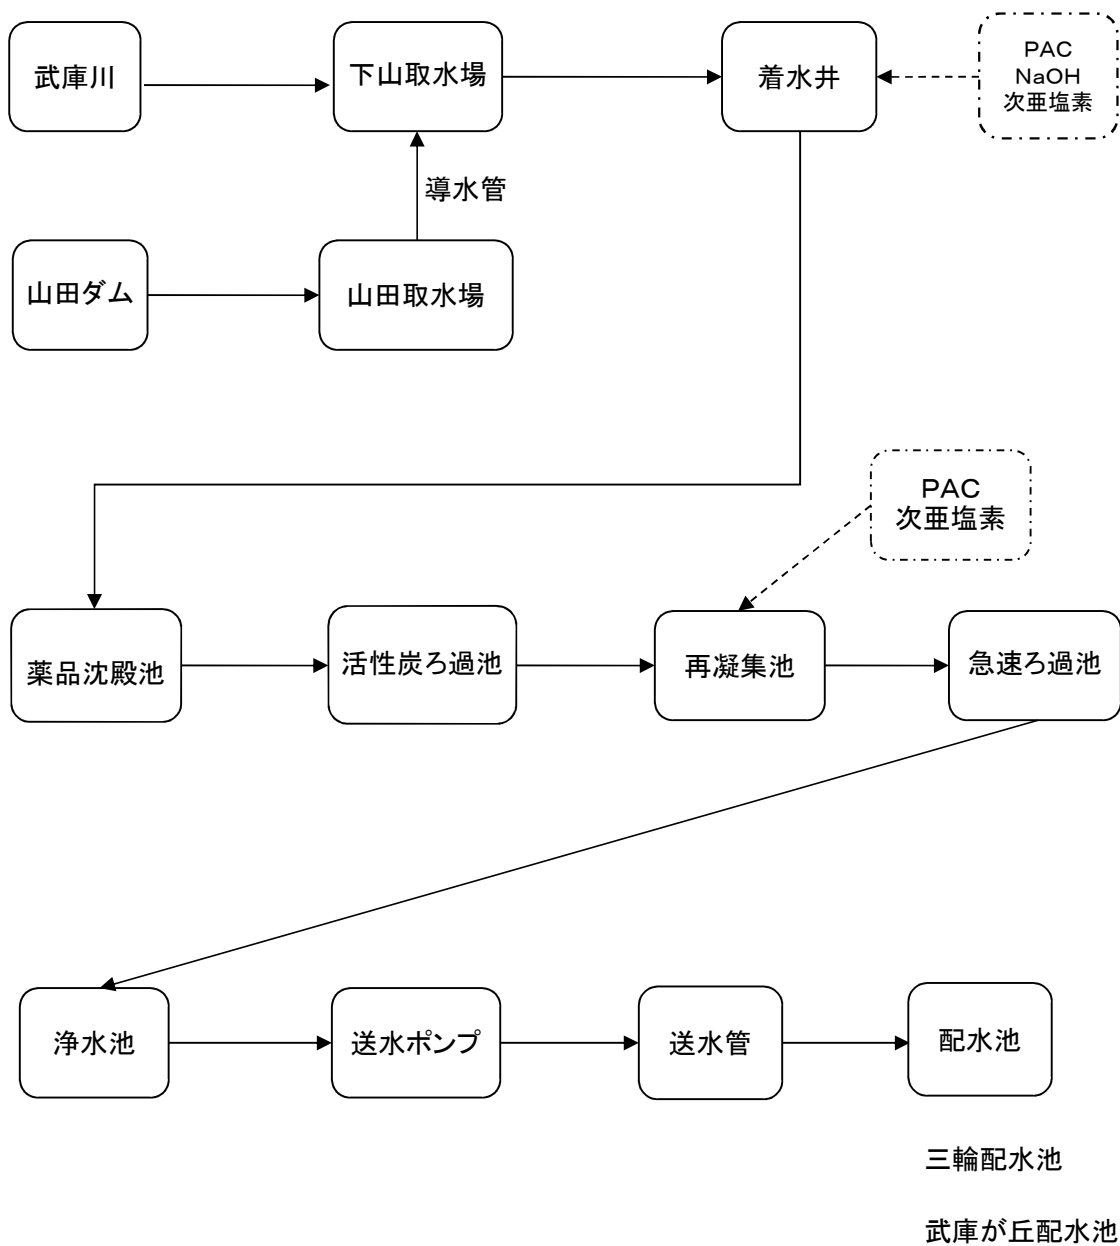 武庫川
下山取水場
着水井
PAC
NaOH
次亜塩素
導水管
山田ダム
山田取水場
PAC
次亜塩素
薬品沈殿池
活性炭ろ過池
再凝集池
急速ろ過池
浄水池
送水ポンプ
送水管
配水池
三輪配水池
武庫が丘配水池